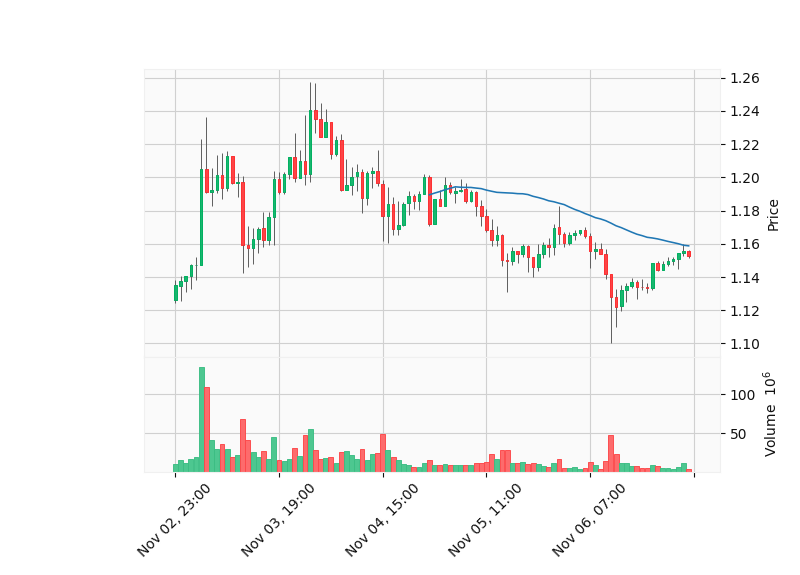 1.26
1.24
1.22
1.20
1.18
1.16
1.14
1.12
1.10
Price
100
50
Volume 10⁶
Nov 02, 23:00
Nov 03, 19:00
Nov 04, 15:00
Nov 05, 11:00
Nov 06, 07:00